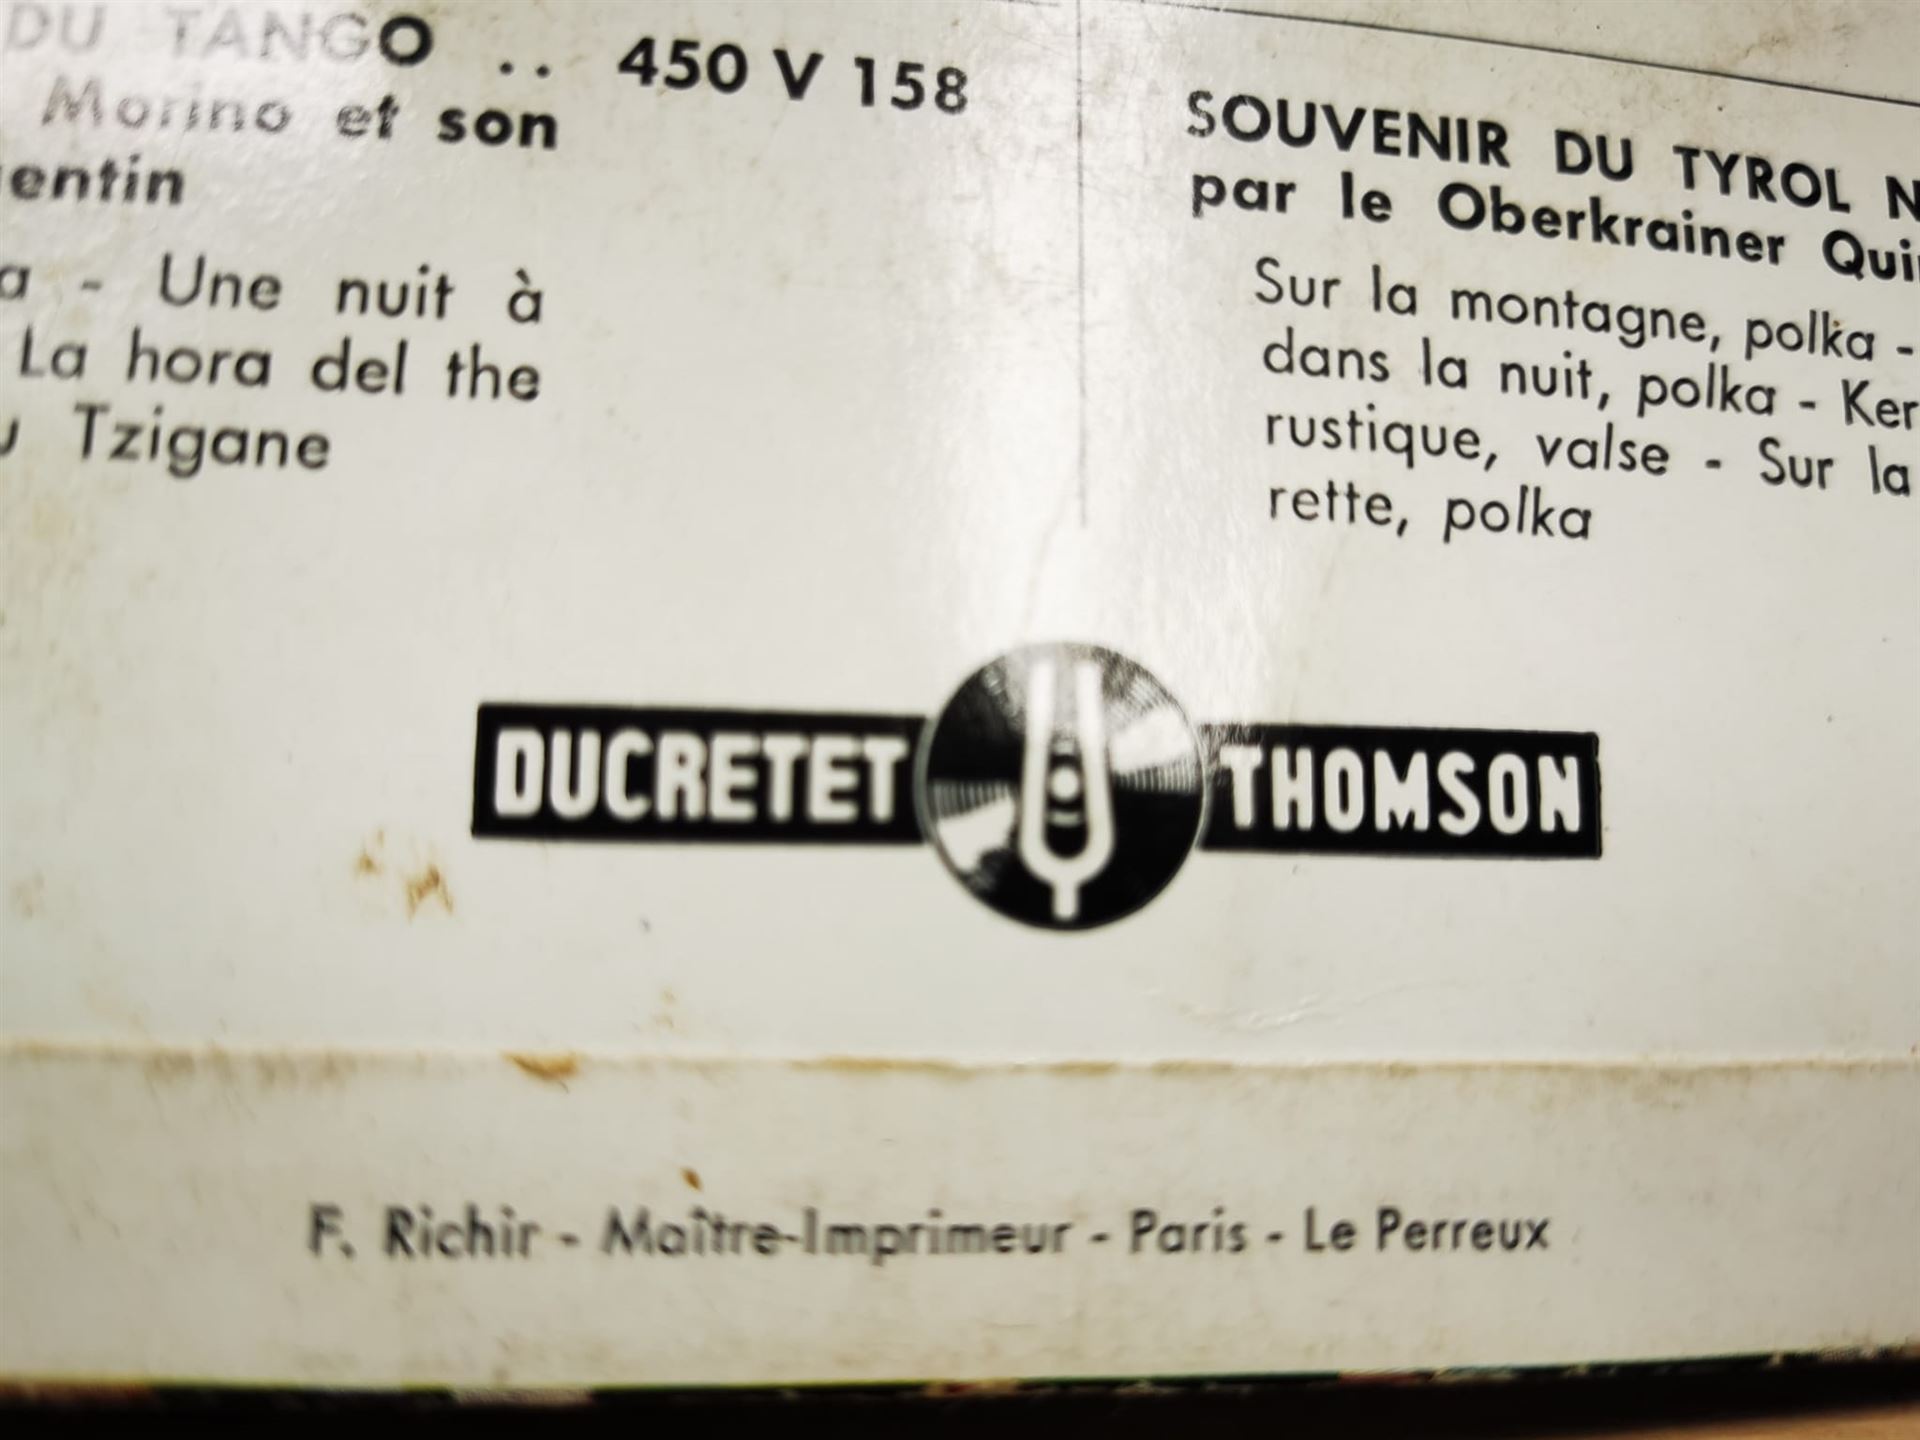 DU TANGO .. 450 V 158
Morino et son
entin
a - Une nuit à
La hora del the
u Tzigane
SOUVENIR DU TYROL N
par le Oberkrainer Qui
Sur la montagne, polka -
dans la nuit, polka - Ker
rustique, valse - Sur la
rette, polka
DUCRETET THOMSON
F. Richir - Maître-Imprimeur - Paris - Le Perreux